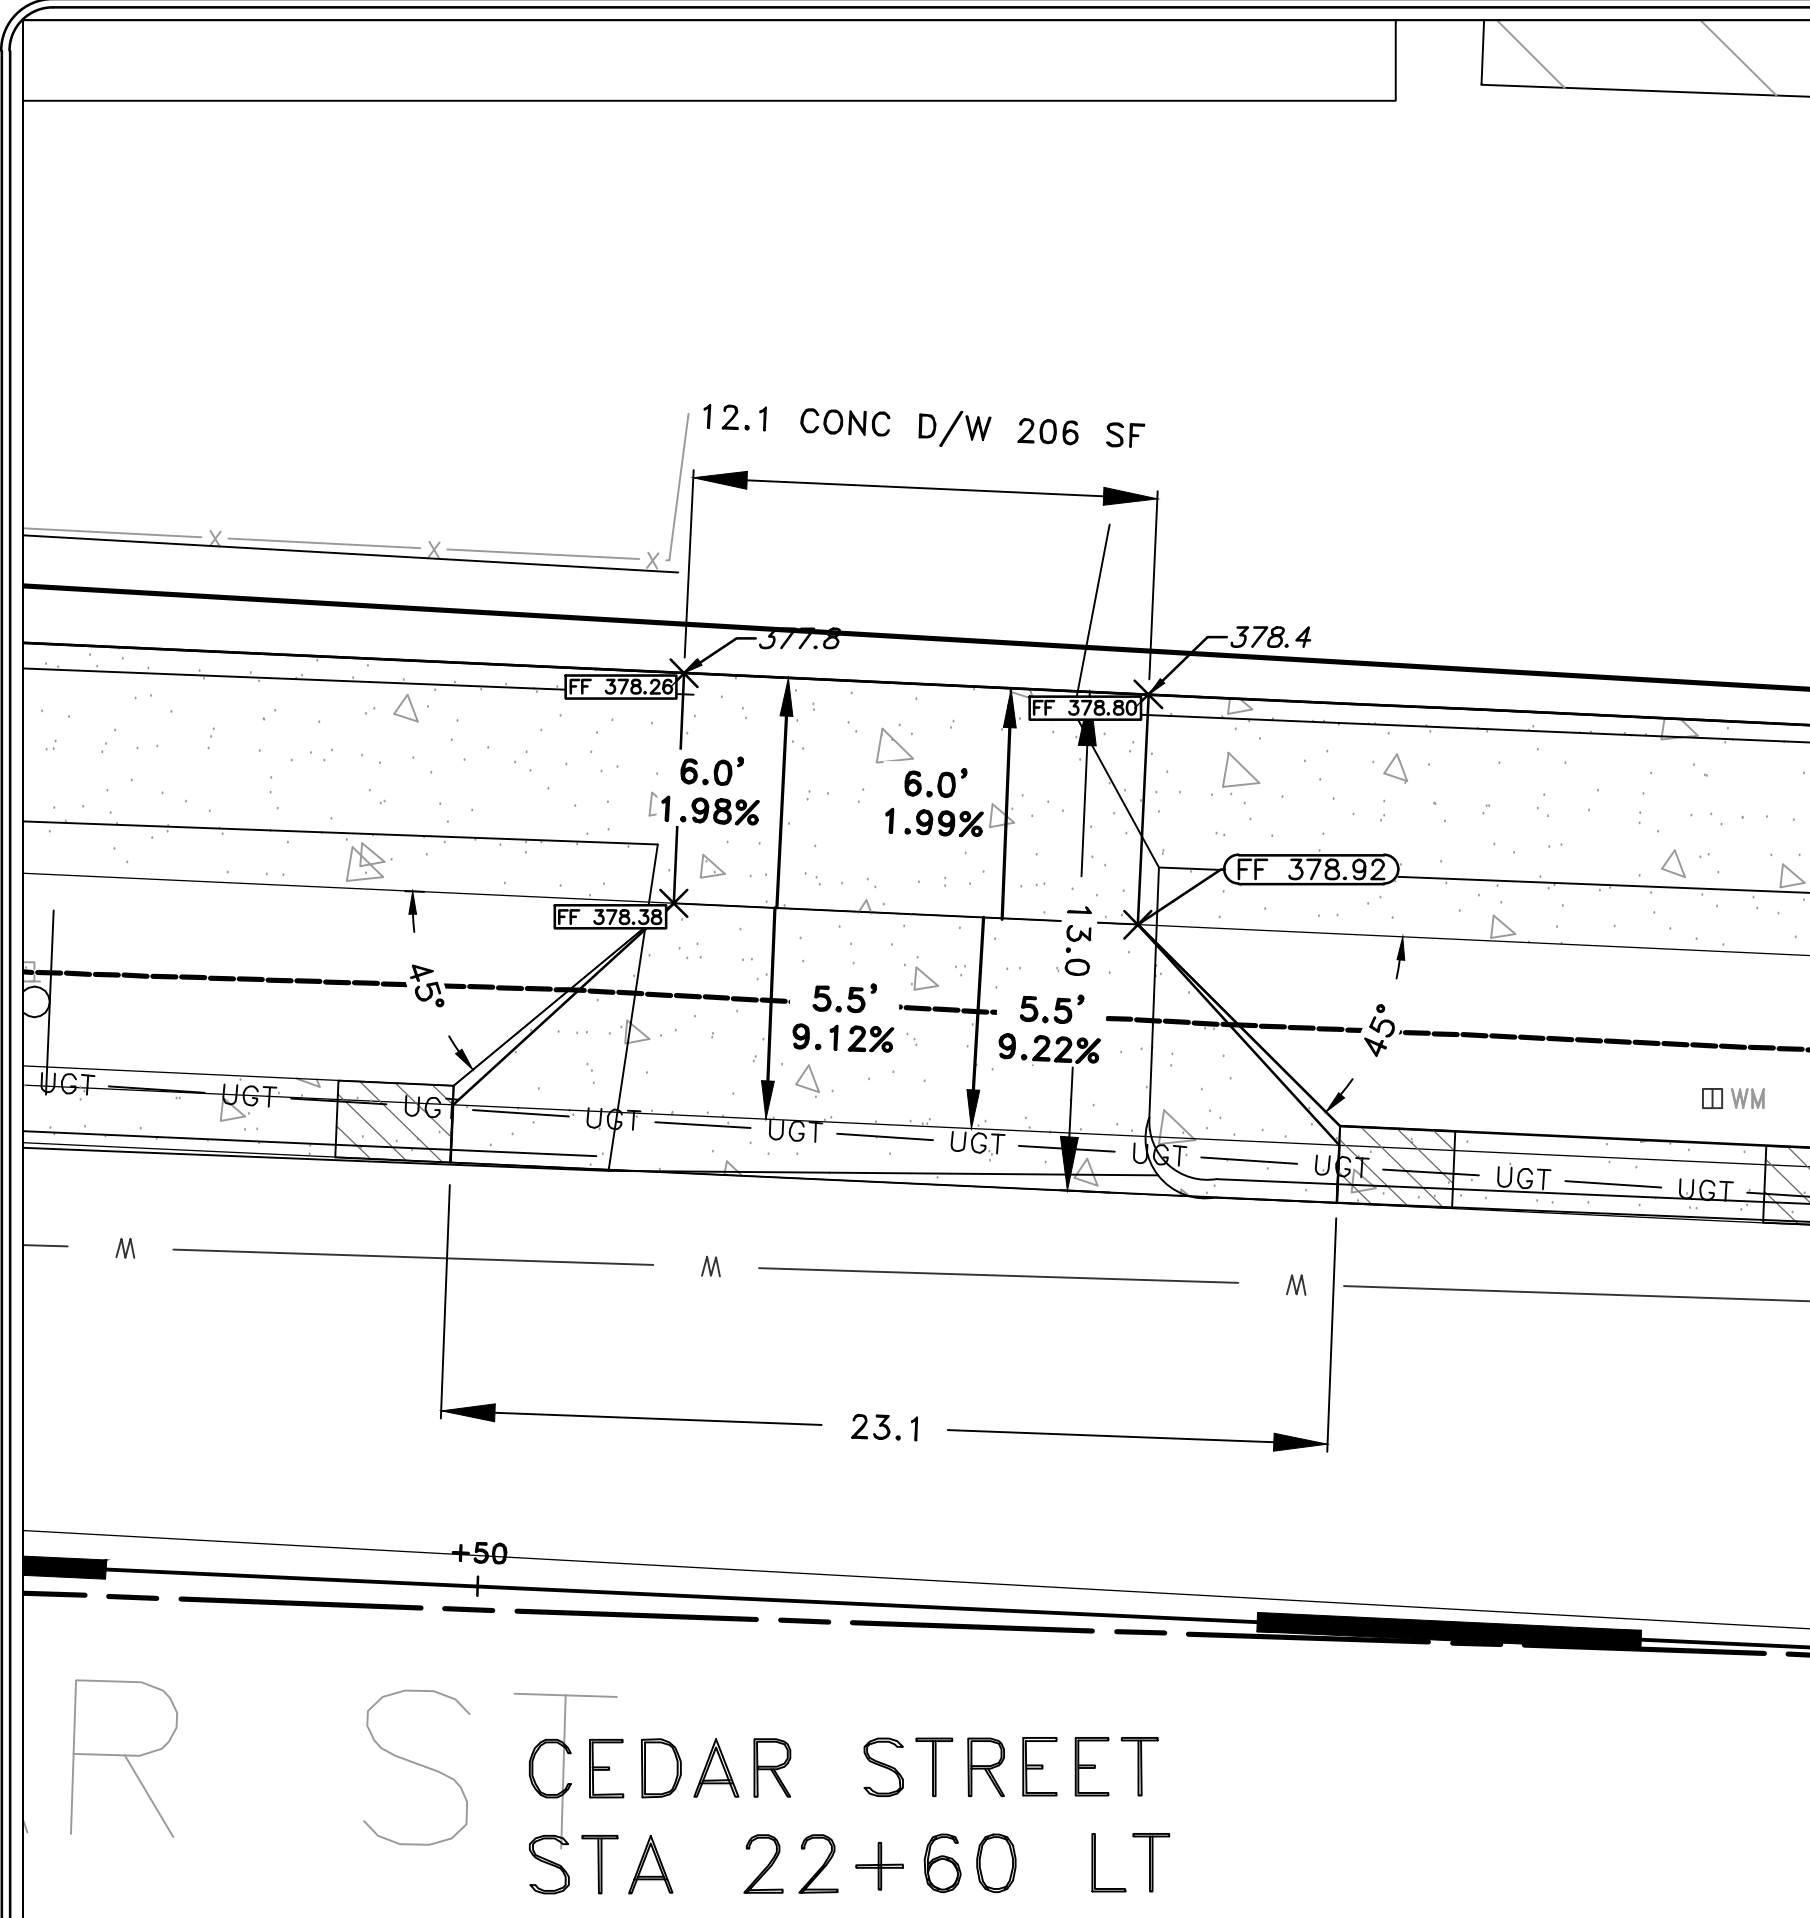 12.1 CONC D/W 206 SF
X X X
377.8
378.4
FF 378.26
FF 378.80
6.0'
1.98%
6.0'
1.99%
FF 378.92
FF 378.38
13.0
45°
45°
5.5'
9.12%
5.5'
9.22%
UGT UGT UGT UGT UGT UGT UGT UGT UGT UGT
WM
W W W
23.1
+50
R ST
CEDAR STREET
STA 22+60 LT